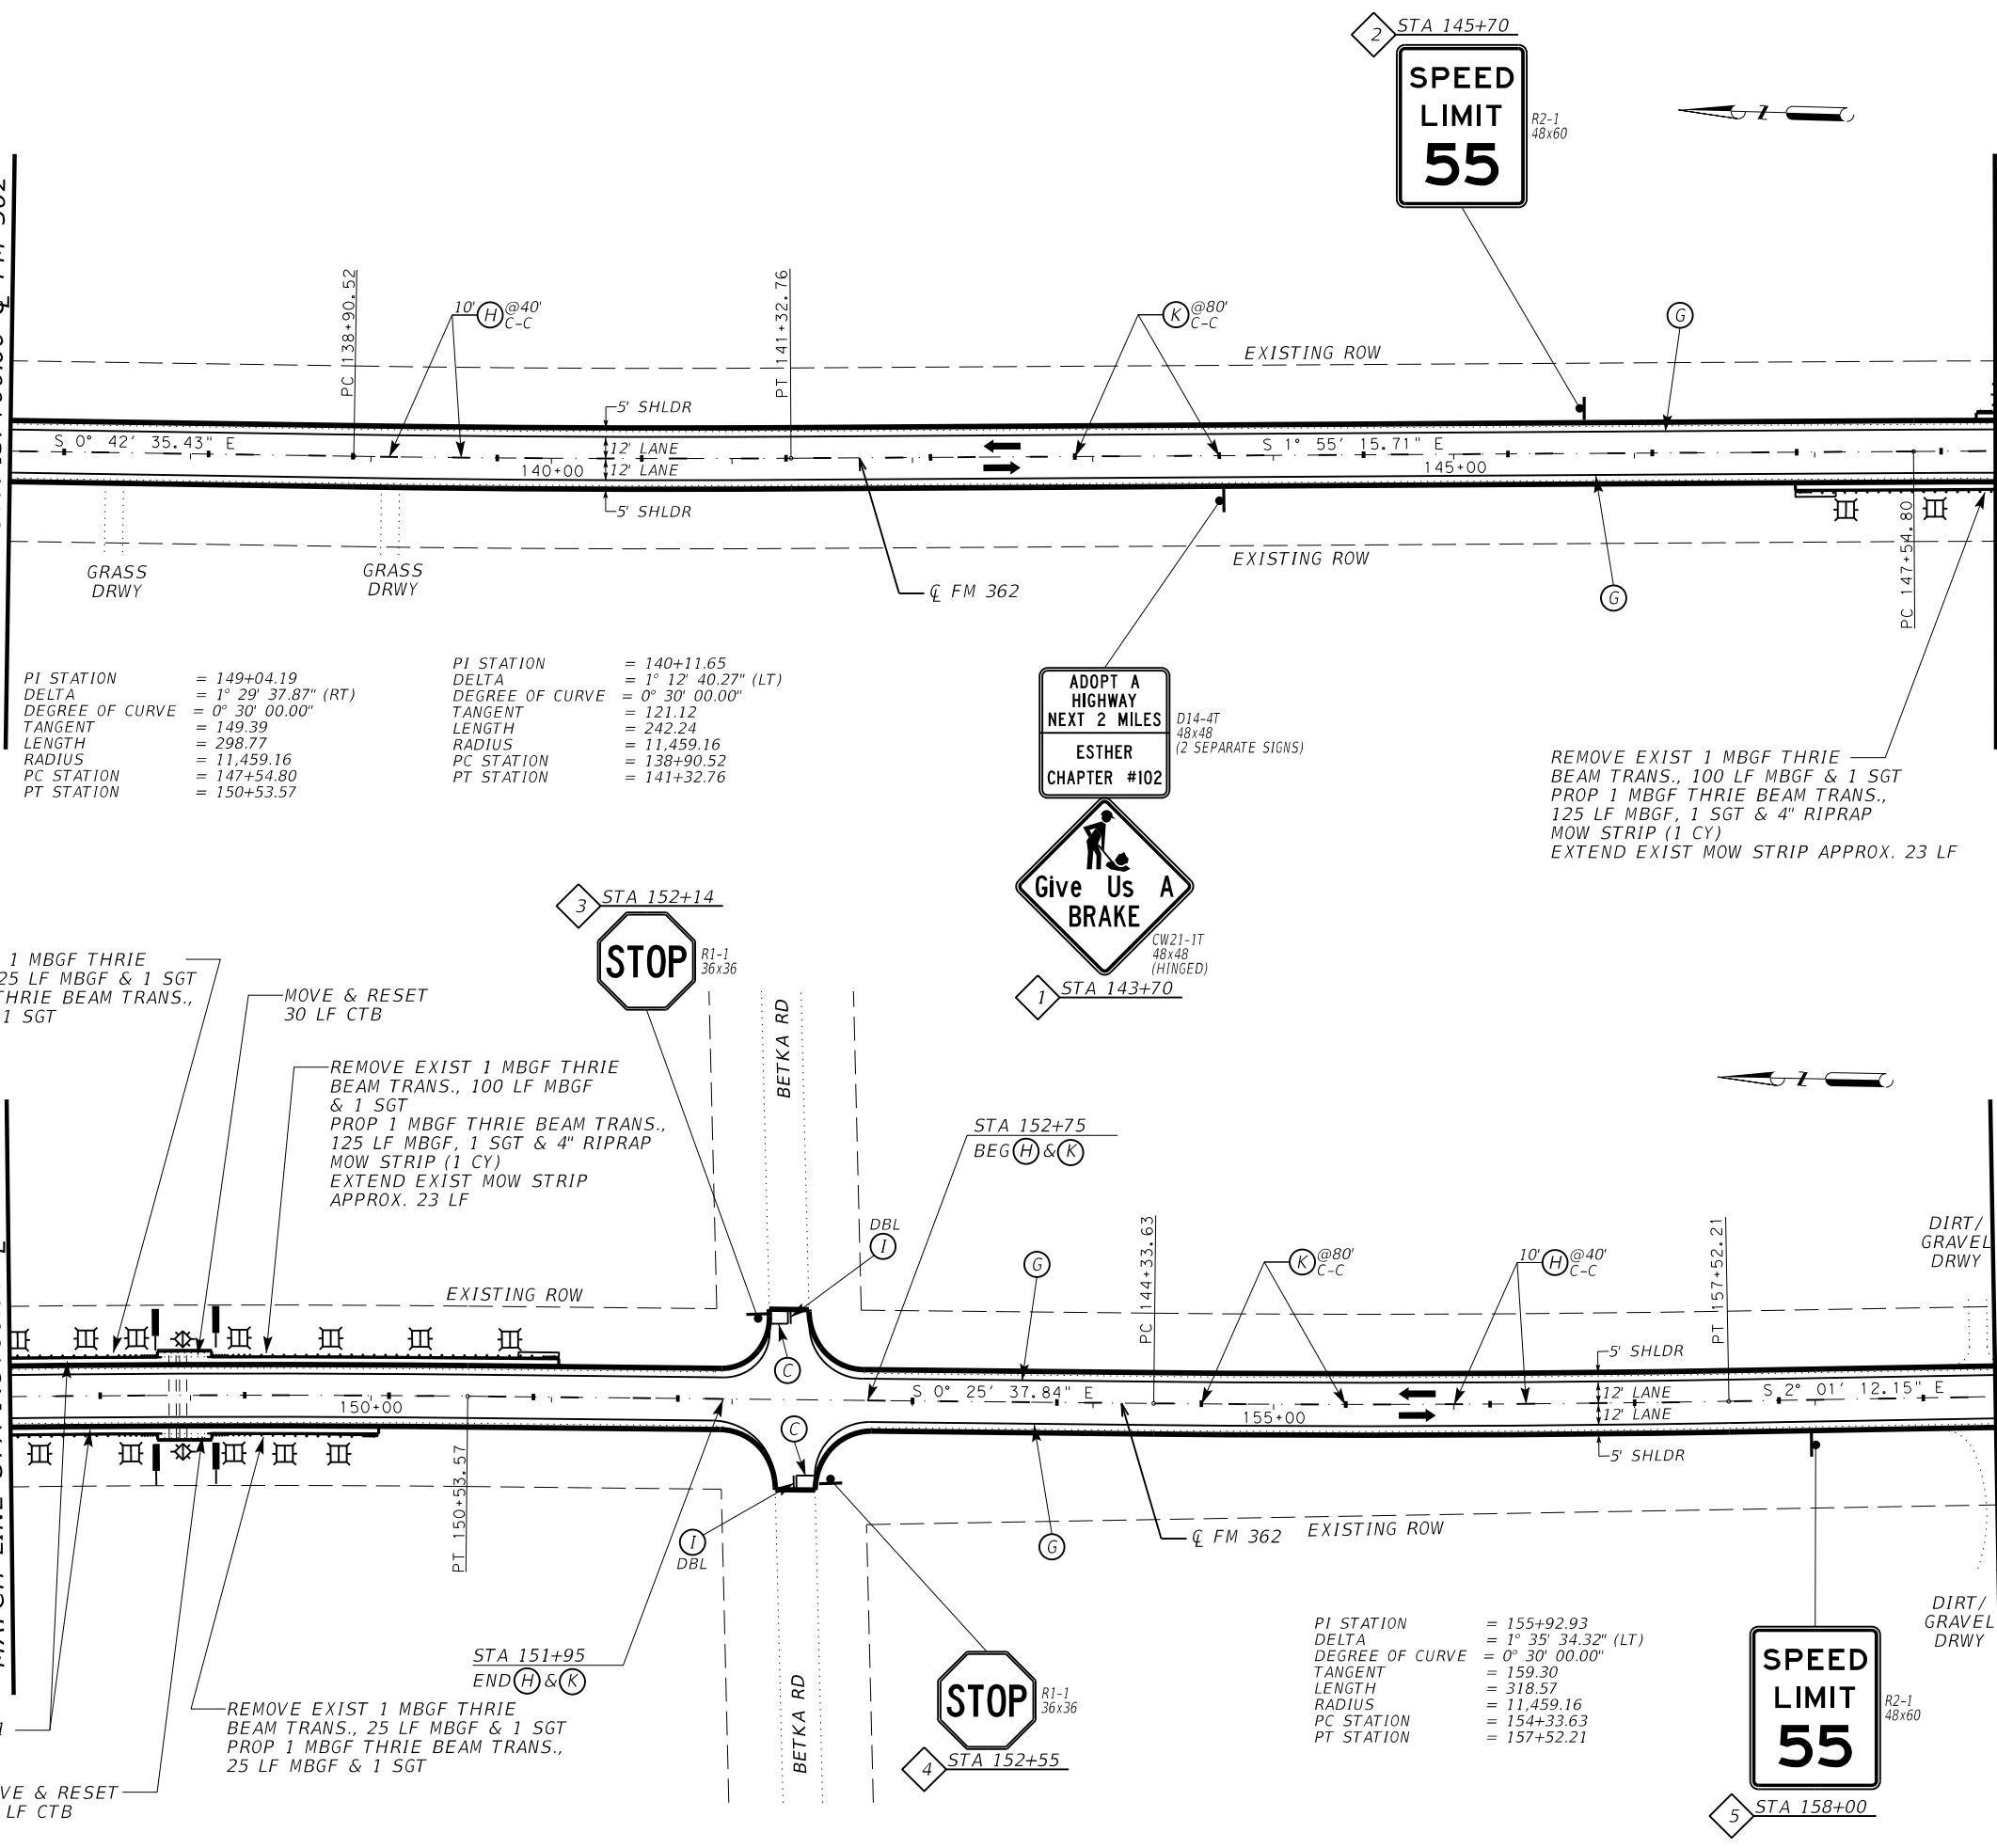 2
STA 145+70
SPEED
LIMIT
55
R2-1
48x60
Z
PC 138+90.52
10' H @40'
C-C
PT 141+32.76
K @80'
C-C
G
EXISTING ROW
5' SHLDR
S 0° 42' 35.43" E
12' LANE
S 1° 55' 15.71" E
140+00
12' LANE
145+00
5' SHLDR
PC 147+54.80
EXISTING ROW
GRASS
DRWY
GRASS
DRWY
℄ FM 362
G
PI STATION = 149+04.19
DELTA = 1° 29' 37.87" (RT)
DEGREE OF CURVE = 0° 30' 00.00"
TANGENT = 149.39
LENGTH = 298.77
RADIUS = 11,459.16
PC STATION = 147+54.80
PT STATION = 150+53.57
PI STATION = 140+11.65
DELTA = 1° 12' 40.27" (LT)
DEGREE OF CURVE = 0° 30' 00.00"
TANGENT = 121.12
LENGTH = 242.24
RADIUS = 11,459.16
PC STATION = 138+90.52
PT STATION = 141+32.76
ADOPT A
HIGHWAY
NEXT 2 MILES
ESTHER
CHAPTER #102
D14-4T
48x48
(2 SEPARATE SIGNS)
Give Us A
BRAKE
CW21-1T
48x48
(HINGED)
1
STA 143+70
REMOVE EXIST 1 MBGF THRIE
BEAM TRANS., 100 LF MBGF & 1 SGT
PROP 1 MBGF THRIE BEAM TRANS.,
125 LF MBGF, 1 SGT & 4" RIPRAP
MOW STRIP (1 CY)
EXTEND EXIST MOW STRIP APPROX. 23 LF
3
STA 152+14
STOP
R1-1
36x36
1 MBGF THRIE
25 LF MBGF & 1 SGT
THRIE BEAM TRANS.,
1 SGT
MOVE & RESET
30 LF CTB
REMOVE EXIST 1 MBGF THRIE
BEAM TRANS., 100 LF MBGF
& 1 SGT
PROP 1 MBGF THRIE BEAM TRANS.,
125 LF MBGF, 1 SGT & 4" RIPRAP
MOW STRIP (1 CY)
EXTEND EXIST MOW STRIP
APPROX. 23 LF
BETKA RD
Z
STA 152+75
BEG H & K
DBL
I
G
PC 144+33.63
K @80'
C-C
10' H @40'
C-C
PT 157+52.21
DIRT/
GRAVEL
DRWY
EXISTING ROW
C
5' SHLDR
S 0° 25' 37.84" E
12' LANE
S 2° 01' 12.15" E
150+00
155+00
12' LANE
C
5' SHLDR
PT 150+53.57
I
DBL
G
℄ FM 362
EXISTING ROW
STA 151+95
END H & K
REMOVE EXIST 1 MBGF THRIE
BEAM TRANS., 25 LF MBGF & 1 SGT
PROP 1 MBGF THRIE BEAM TRANS.,
25 LF MBGF & 1 SGT
VE & RESET
LF CTB
BETKA RD
STOP
R1-1
36x36
4
STA 152+55
PI STATION = 155+92.93
DELTA = 1° 35' 34.32" (LT)
DEGREE OF CURVE = 0° 30' 00.00"
TANGENT = 159.30
LENGTH = 318.57
RADIUS = 11,459.16
PC STATION = 154+33.63
PT STATION = 157+52.21
DIRT/
GRAVEL
DRWY
SPEED
LIMIT
55
R2-1
48x60
5
STA 158+00